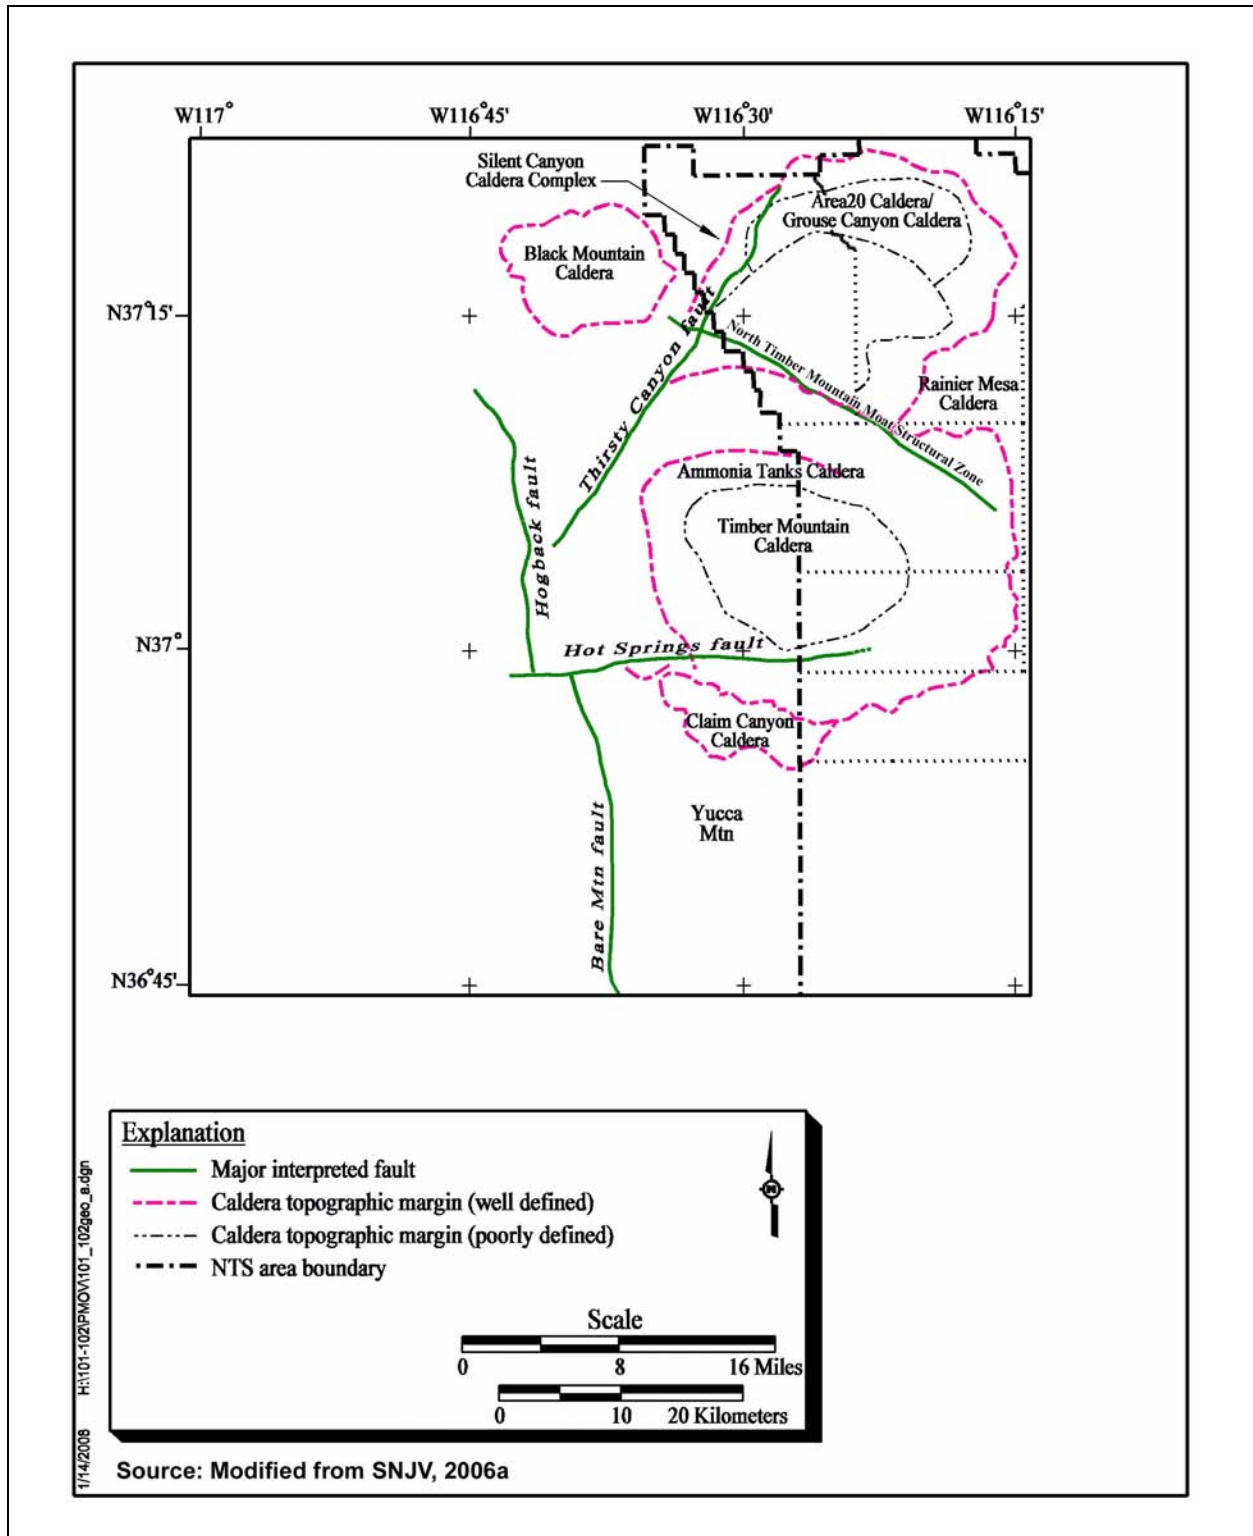 W117°
W116°45'
W116°30'
W116°15'
Silent Canyon
Caldera Complex
Area20 Caldera/
Grouse Canyon Caldera
Black Mountain
Caldera
N37°15'
North Timber Mountain Moat Structural Zone
Thirsty Canyon fault
Rainier Mesa
Caldera
Hogback fault
Ammonia Tanks Caldera
Timber Mountain
Caldera
N37°
Hot Springs fault
Claim Canyon
Caldera
Yucca
Mtn
Bare Mtn fault
N36°45'
Explanation
Major interpreted fault
Caldera topographic margin (well defined)
Caldera topographic margin (poorly defined)
NTS area boundary
N
Scale
0 8 16 Miles
0 10 20 Kilometers
1/14/2008 H:\101-102\PMOV\101_102geo_a.dgn
Source: Modified from SNJV, 2006a